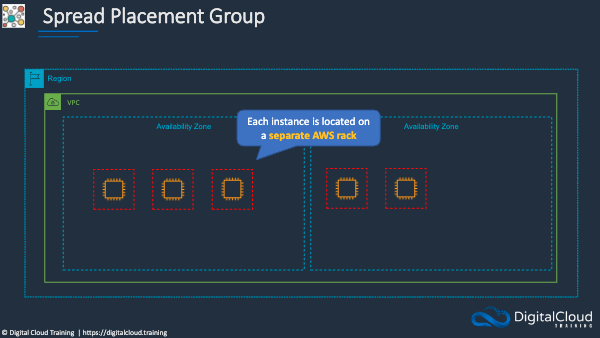 Spread Placement Group
Region
VPC
Each instance is located on
a separate AWS rack
Availability Zone
Availability Zone
DigitalCloud
TRAINING
© Digital Cloud Training | https://digitalcloud.training